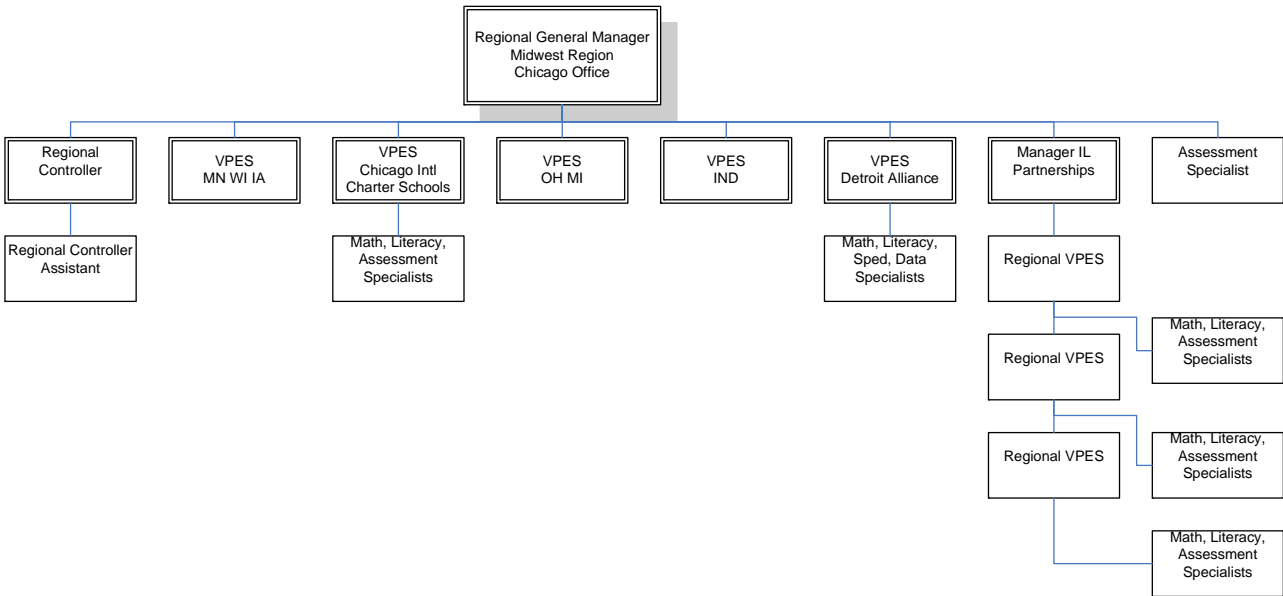 Regional General Manager
Midwest Region
Chicago Office
Regional
Controller
VPES
MN WI IA
VPES
Chicago Intl
Charter Schools
VPES
OH MI
VPES
IND
VPES
Detroit Alliance
Manager IL
Partnerships
Assessment
Specialist
Regional Controller
Assistant
Math, Literacy,
Assessment
Specialists
Math, Literacy,
Sped, Data
Specialists
Regional VPES
Math, Literacy,
Assessment
Specialists
Regional VPES
Math, Literacy,
Assessment
Specialists
Regional VPES
Math, Literacy,
Assessment
Specialists